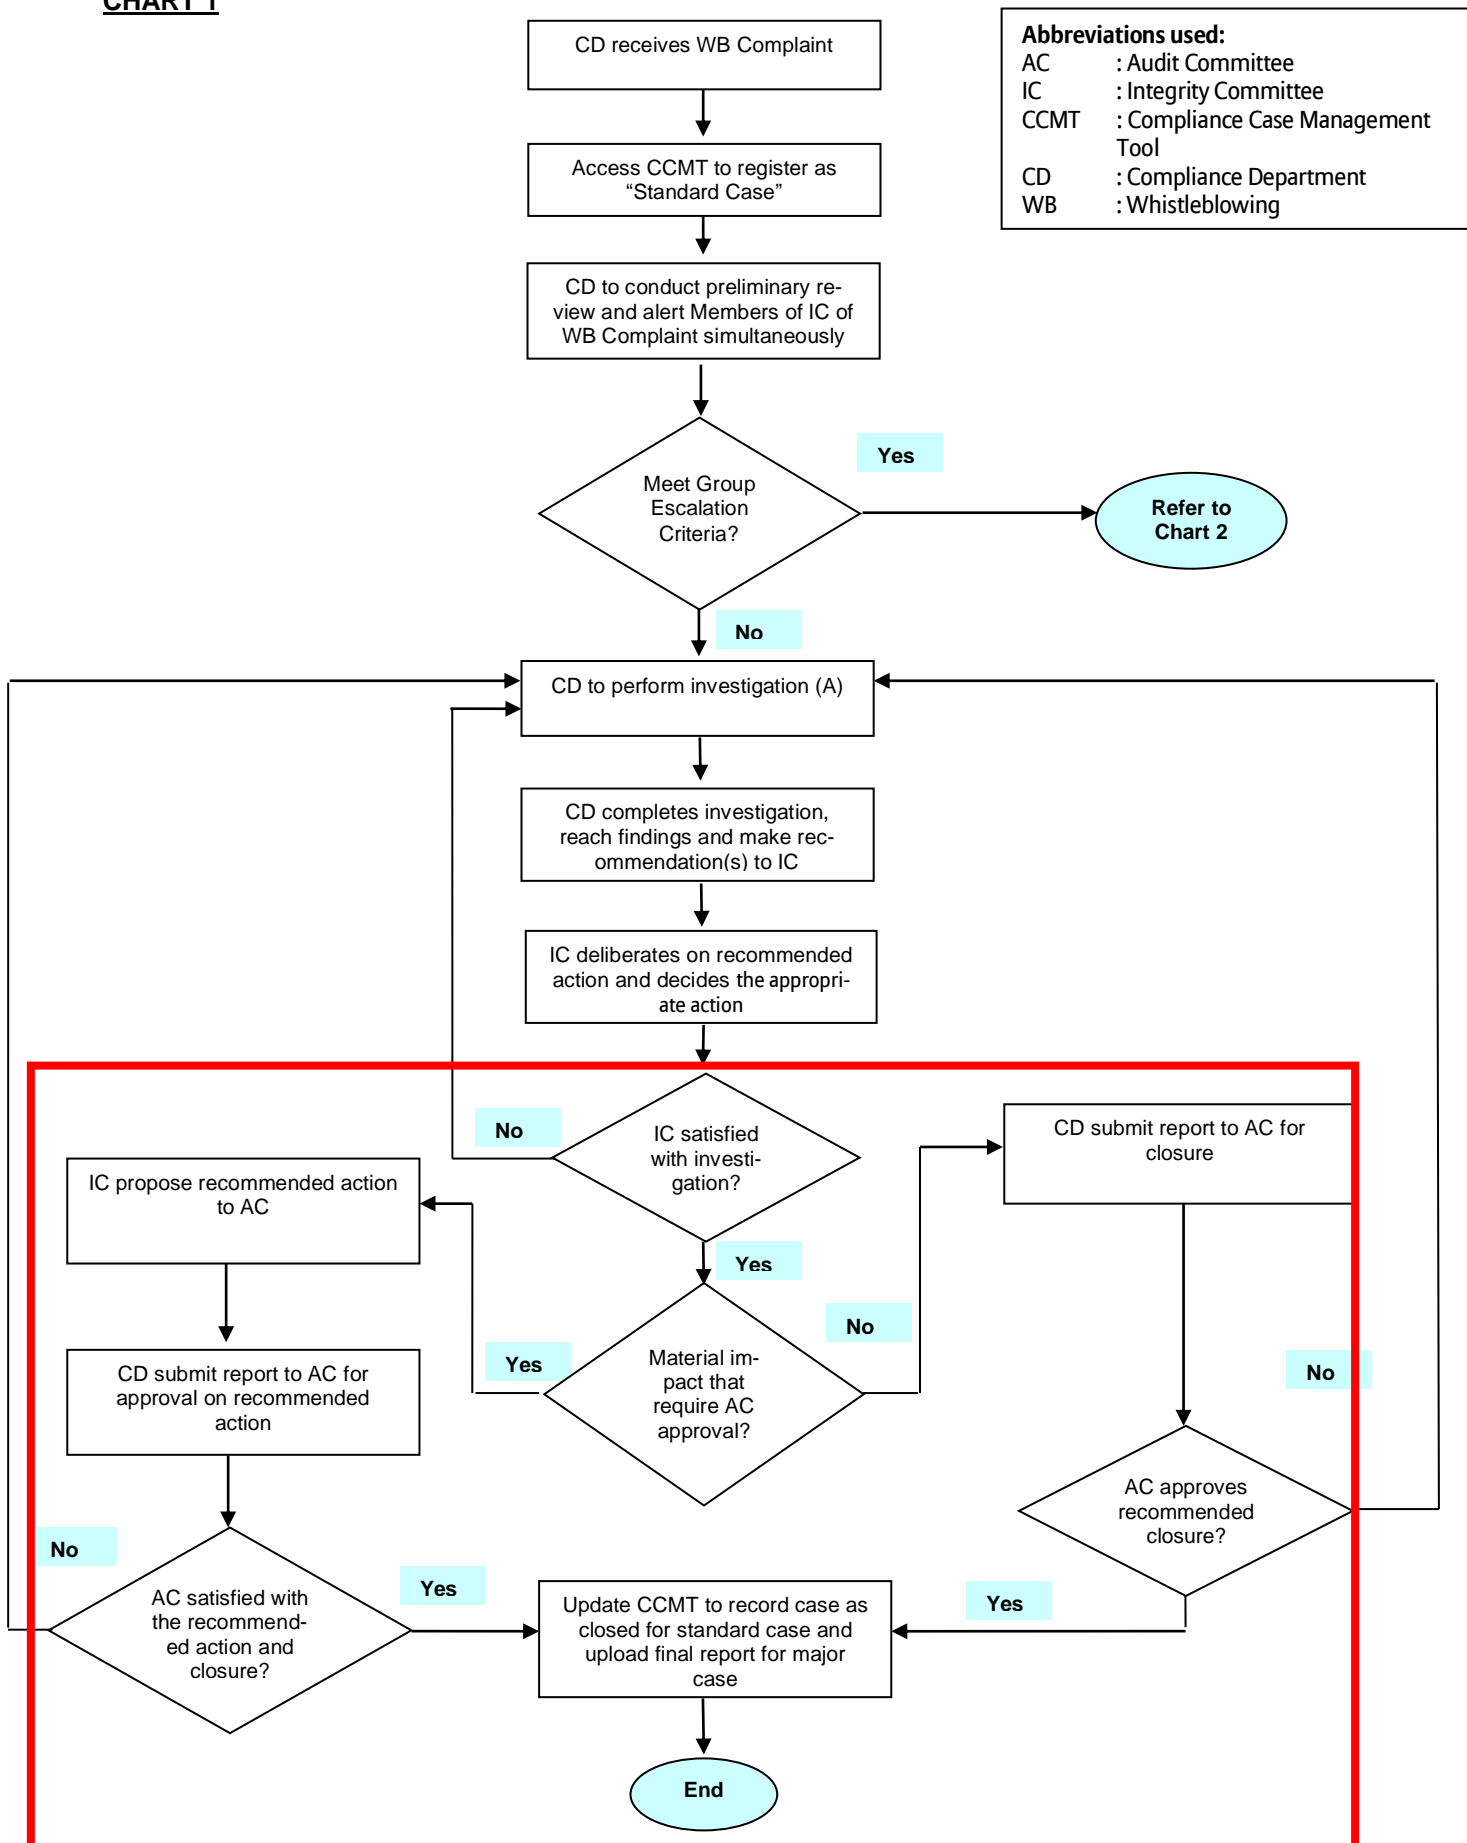 CHART 1
CD receives WB Complaint
Abbreviations used:
AC : Audit Committee
IC : Integrity Committee
CCMT : Compliance Case Management
Tool
CD : Compliance Department
WB : Whistleblowing
Access CCMT to register as
“Standard Case”
CD to conduct preliminary re-
view and alert Members of IC of
WB Complaint simultaneously
Meet Group
Escalation
Criteria?
Yes
Refer to
Chart 2
No
CD to perform investigation (A)
CD completes investigation,
reach findings and make rec-
ommendation(s) to IC
IC deliberates on recommended
action and decides the appropri-
ate action
IC satisfied
with investi-
gation?
No
Yes
CD submit report to AC for
closure
IC propose recommended action
to AC
Material im-
pact that
require AC
approval?
Yes
No
CD submit report to AC for
approval on recommended
action
AC approves
recommended
closure?
No
AC satisfied with
the recommend-
ed action and
closure?
No
Yes
Update CCMT to record case as
closed for standard case and
upload final report for major
case
Yes
End